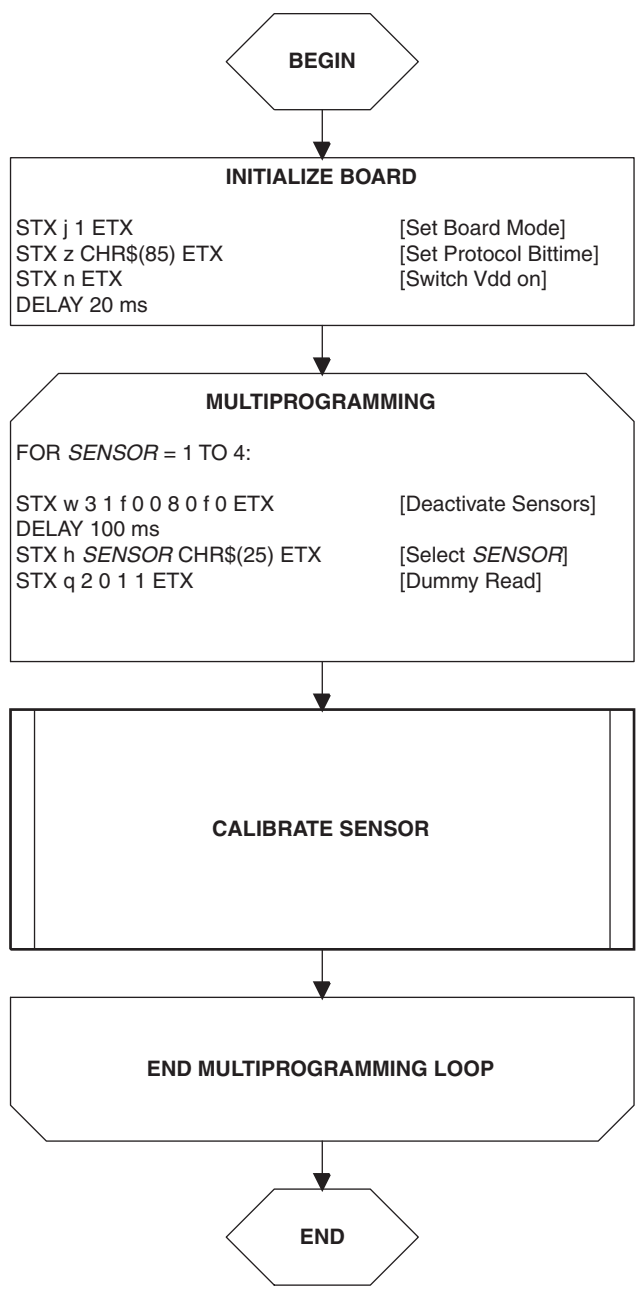 BEGIN
INITIALIZE BOARD
STX j 1 ETX [Set Board Mode]
STX z CHR$(85) ETX [Set Protocol Bittime]
STX n ETX [Switch Vdd on]
DELAY 20 ms
MULTIPROGRAMMING
FOR SENSOR = 1 TO 4:
STX w 3 1 f 0 0 8 0 f 0 ETX [Deactivate Sensors]
DELAY 100 ms
STX h SENSOR CHR$(25) ETX [Select SENSOR]
STX q 2 0 1 1 ETX [Dummy Read]
CALIBRATE SENSOR
END MULTIPROGRAMMING LOOP
END